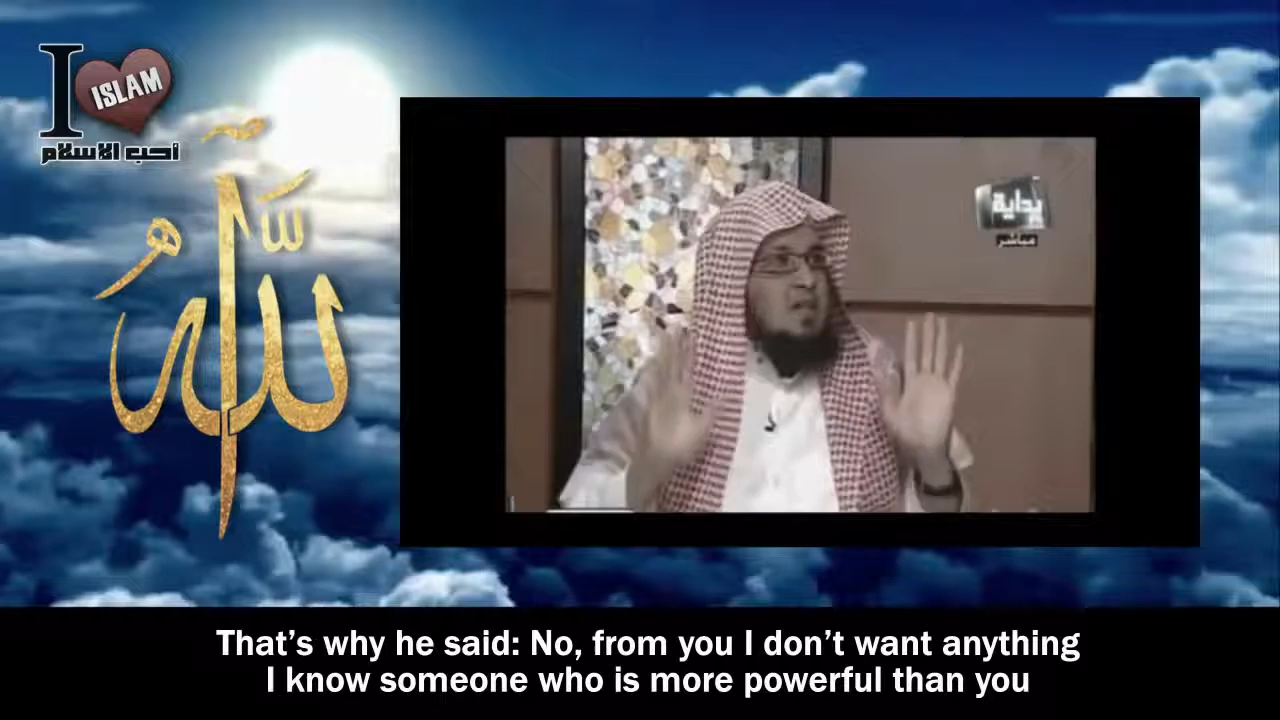 I ISLAM
أحب الاسلام
الله
بداية
مباشر
That’s why he said: No, from you I don’t want anything
I know someone who is more powerful than you